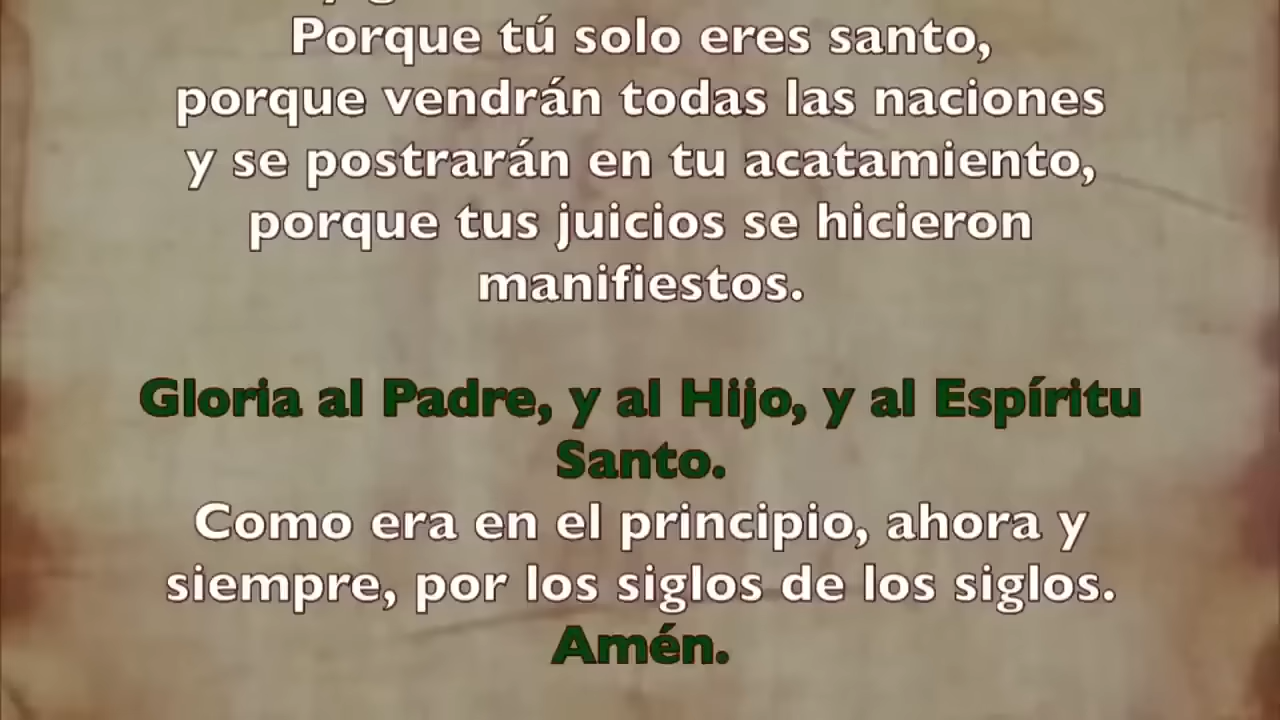 Porque tú solo eres santo,
porque vendrán todas las naciones
y se postrarán en tu acatamiento,
porque tus juicios se hicieron
manifiestos.
Gloria al Padre, y al Hijo, y al Espíritu
Santo.
Como era en el principio, ahora y
siempre, por los siglos de los siglos.
Amén.